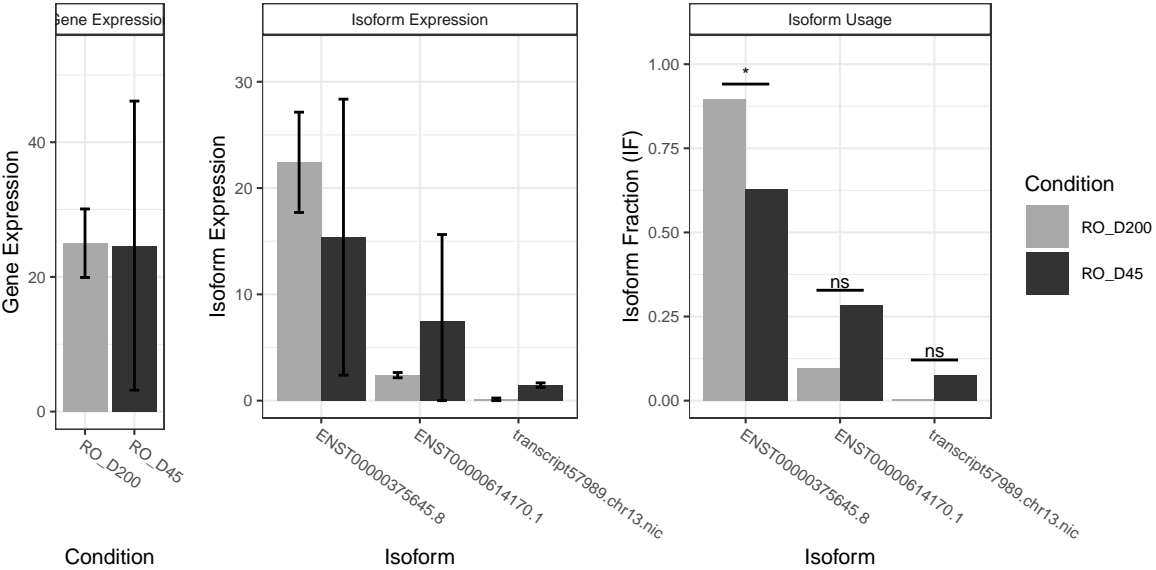 Gene Expression
Isoform Expression
Isoform Usage
Gene Expression
40
20
0
RO_D200
RO_D45
Condition
Isoform Expression
30
20
10
0
ENST00000375645.8
ENST00000614170.1
transcript57989.chr13.nic
Isoform
Isoform Fraction (IF)
1.00
0.75
0.50
0.25
0.00
*
ns
ns
ENST00000375645.8
ENST00000614170.1
transcript57989.chr13.nic
Isoform
Condition
RO_D200
RO_D45